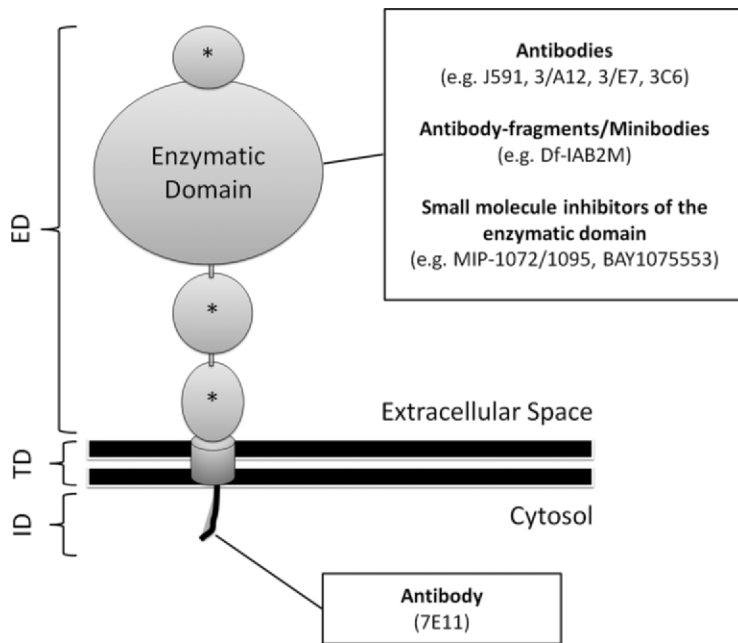 *
Enzymatic
Domain
*
*
ED
TD
ID
Antibodies
(e.g. J591, 3/A12, 3/E7, 3C6)
Antibody-fragments/Minibodies
(e.g. Df-IAB2M)
Small molecule inhibitors of the
enzymatic domain
(e.g. MIP-1072/1095, BAY1075553)
Extracellular Space
Cytosol
Antibody
(7E11)